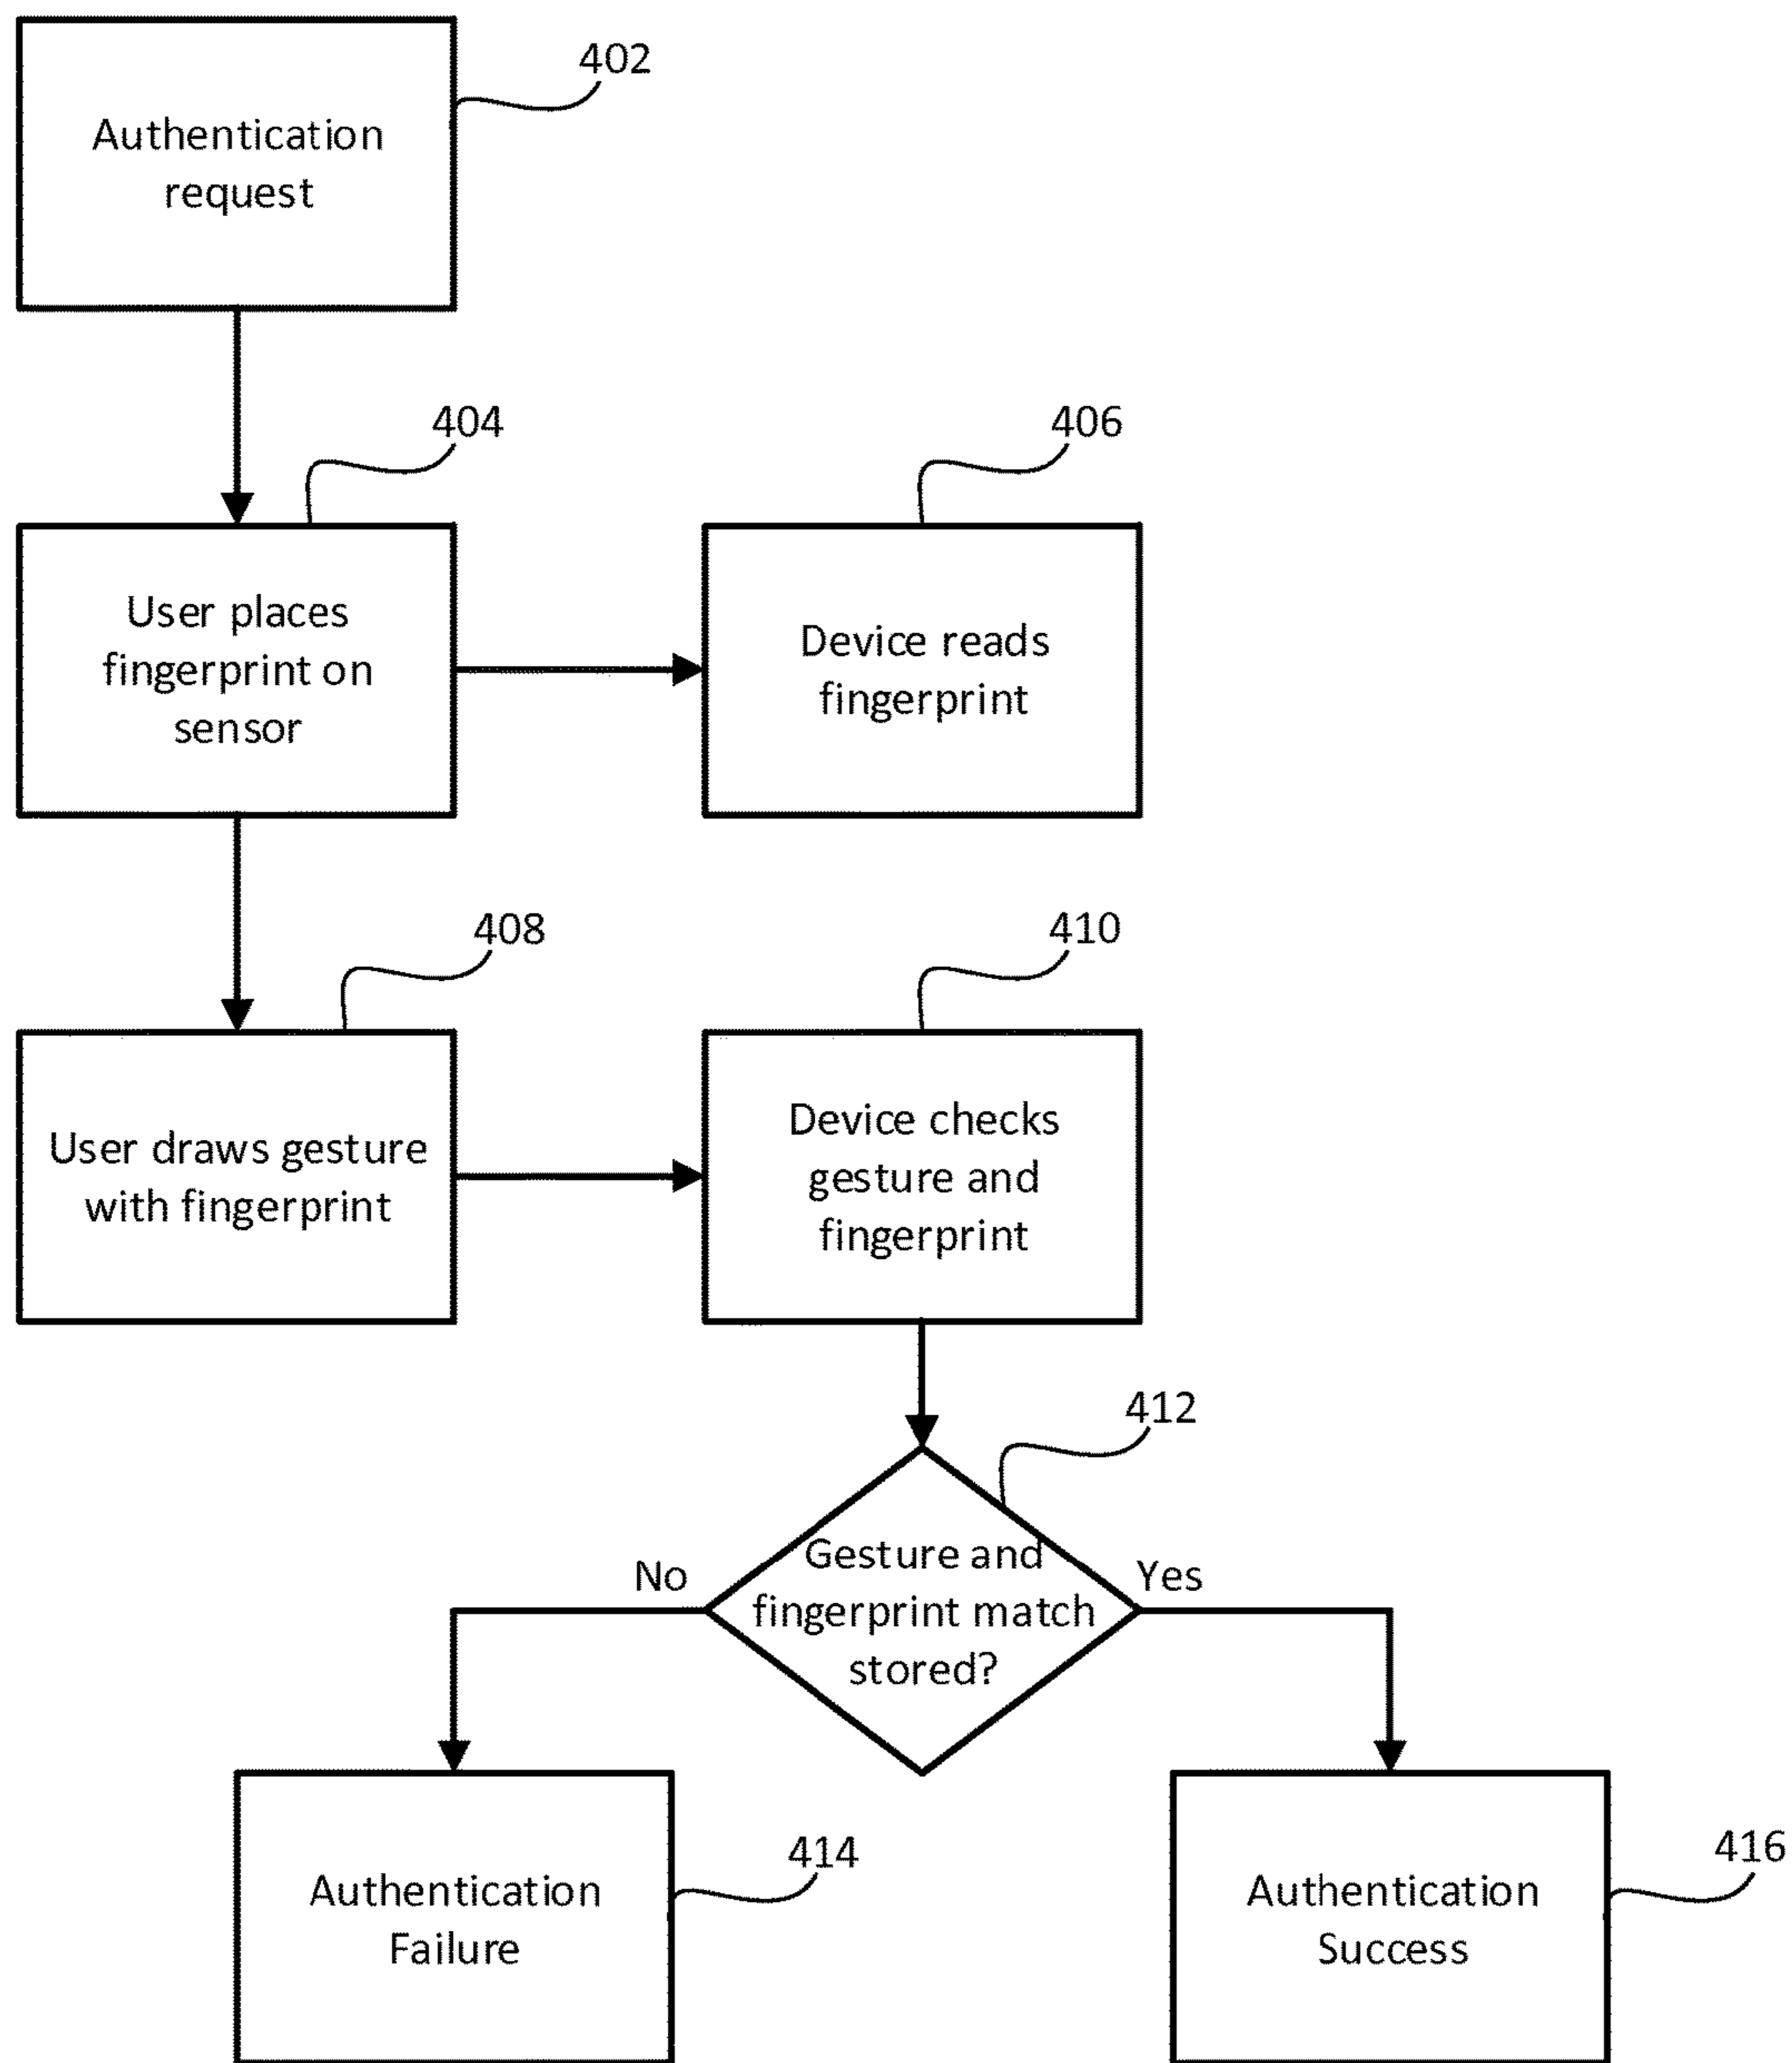 402
Authentication
request
404
User places
fingerprint on
sensor
406
Device reads
fingerprint
408
User draws gesture
with fingerprint
410
Device checks
gesture and
fingerprint
412
Gesture and
fingerprint match
stored?
No
Yes
414
Authentication
Failure
416
Authentication
Success